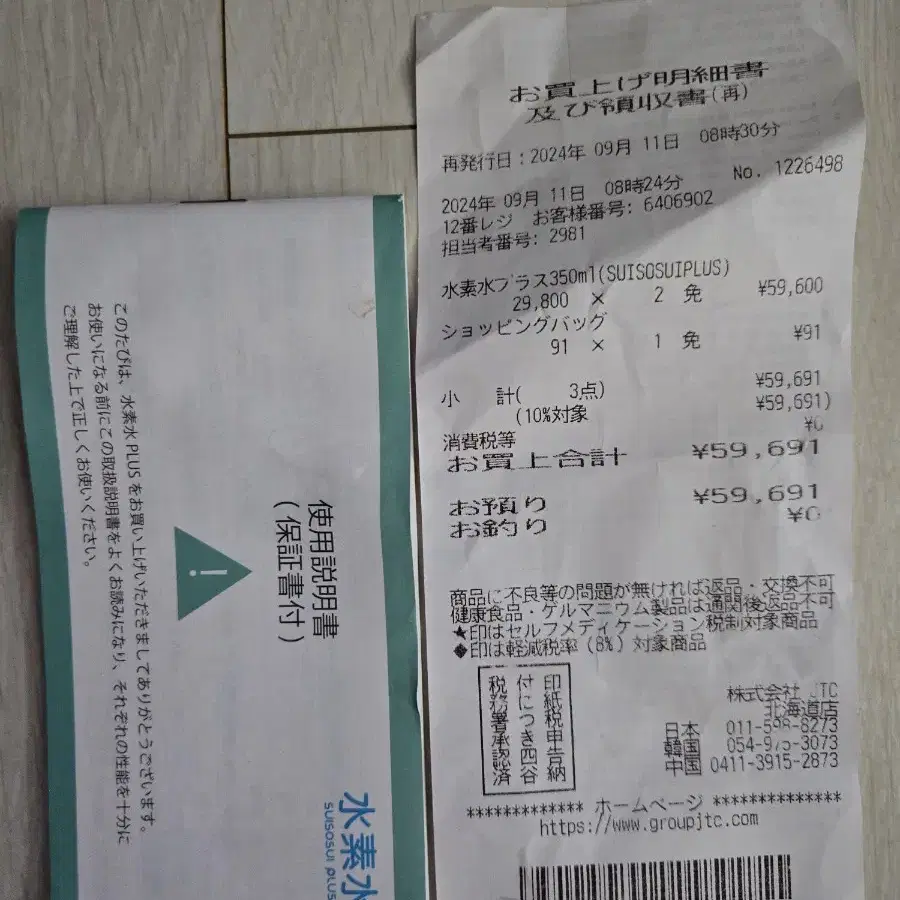 お買上げ明細書
及び領収書(再)
再発行日:2024年 09月 11日 08時30分
No. 1226498
2024年 09月 11日 08時24分
12番レジ お客様番号: 6406902
担当者番号: 2981
水素水プラス350ml(SUISOSUIPLUS)
29,800 × 2 免 ¥59,600
ショッピングバッグ
91 × 1 免 ¥91
小 計( 3点) ¥59,691
(10%対象 ¥59,691)
消費税等 ¥0
お買上合計 ¥59,691
お預り ¥59,691
お釣り ¥0
商品に不良等の問題が無ければ返品・交換不可
健康食品・ゲルマニウム製品は通関後返品不可
★印はセルフメディケーション税制対象商品
◆印は軽減税率(8%)対象商品
印紙税申告納
付につき四谷
税務署承認済
株式会社 JTC
北海道店
日本 011-596-8273
韓国 054-975-3073
中国 0411-3915-2873
************* ホームページ **************
https://www.groupjtc.com
使用説明書
(保証書付)
このたびは、水素水 PLUS をお買い上げいただきましてありがとうございます。
お使いになる前にこの取扱説明書をよくお読みになり、それぞれの性能を十分に
ご理解した上で正しくお使いください。
水素水
SUISOSUI PLUS